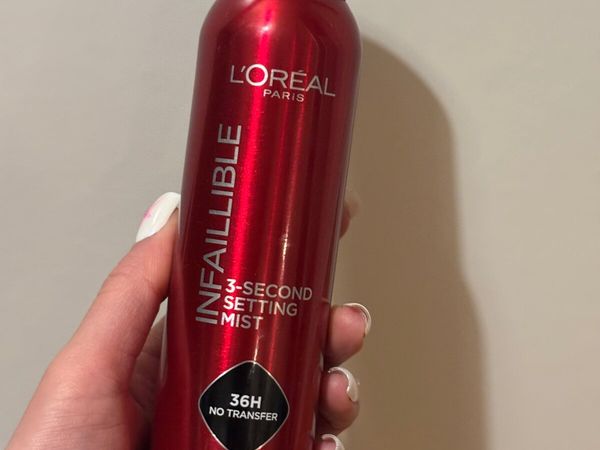 L'ORÉAL
PARIS
INFAILLIBLE
3-SECOND
SETTING
MIST
36H
NO TRANSFER